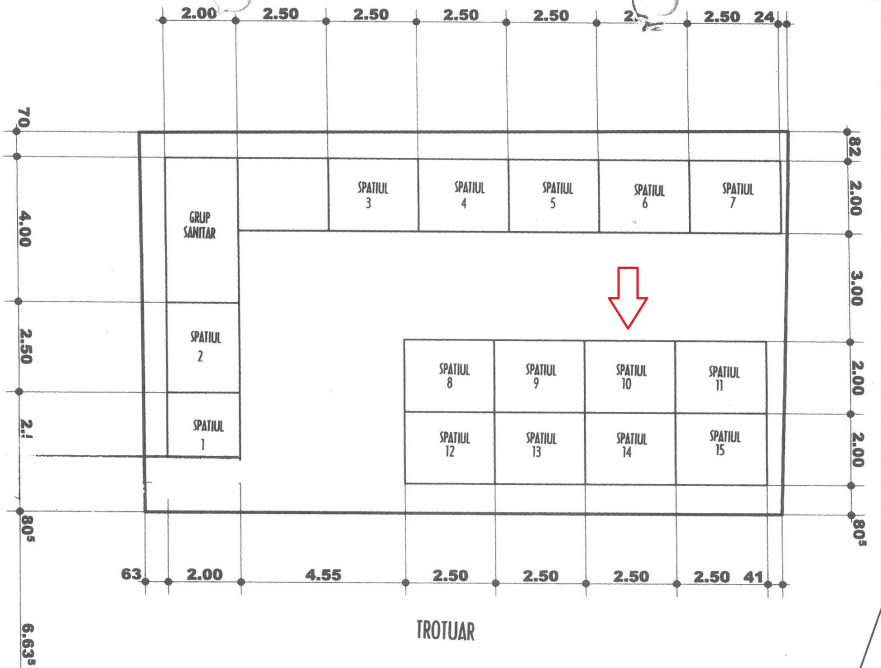 2.00 2.50 2.50 2.50 2.50 2.50 24
70
82
SPATIUL
3
SPATIUL
4
SPATIUL
5
SPATIUL
6
SPATIUL
7
2.00
GRUP
SANITAR
4.00
3.00
SPATIUL
2
2.50
SPATIUL
8
SPATIUL
9
SPATIUL
10
SPATIUL
11
2.00
SPATIUL
1
SPATIUL
12
SPATIUL
13
SPATIUL
14
SPATIUL
15
2.00
80⁵
80⁵
63 2.00 4.55 2.50 2.50 2.50 2.50 41
TROTUAR
6.63⁵